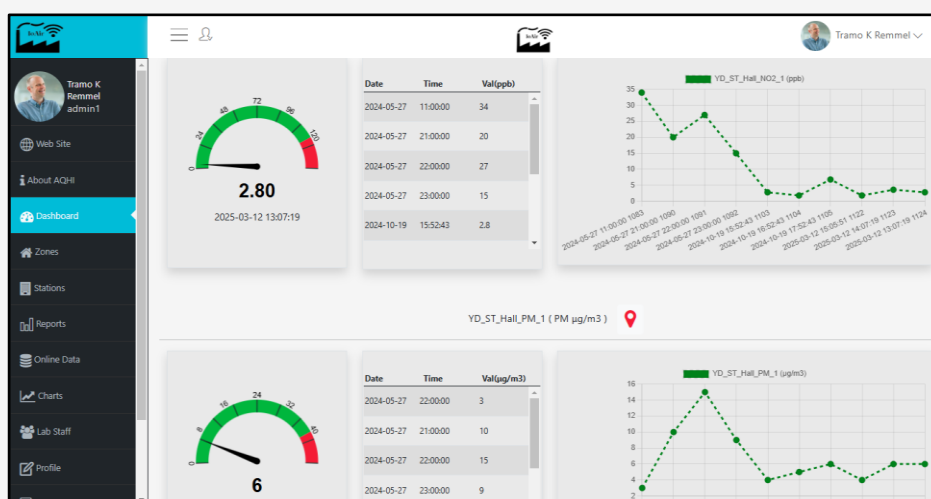 InAir
InAir
Tramo K Remmel
Tramo K
Remmel
admin1
Web Site
About AQHI
Dashboard
Zones
Stations
Reports
Online Data
Charts
Lab Staff
Profile
0 24 48 72 96 120
2.80
2025-03-12 13:07:19
Date Time Val(ppb)
2024-05-27 11:00:00 34
2024-05-27 21:00:00 20
2024-05-27 22:00:00 27
2024-05-27 23:00:00 15
2024-10-19 15:52:43 2.8
YD_ST_Hall_NO2_1 (ppb)
35
30
25
20
15
10
5
0
2024-05-27 11:00:00 1083
2024-05-27 21:00:00 1090
2024-05-27 22:00:00 1091
2024-05-27 23:00:00 1092
2024-10-19 15:52:43 1103
2024-10-19 16:52:43 1104
2024-10-19 17:52:43 1105
2025-03-12 15:05:51 1122
2025-03-12 14:07:19 1123
2025-03-12 13:07:19 1124
YD_ST_Hall_PM_1 ( PM µg/m3 )
0 8 16 24 32 40
6
Date Time Val(µg/m3)
2024-05-27 22:00:00 3
2024-05-27 21:00:00 10
2024-05-27 22:00:00 15
2024-05-27 23:00:00 9
YD_ST_Hall_PM_1 (µg/m3)
16
14
12
10
8
6
4
2